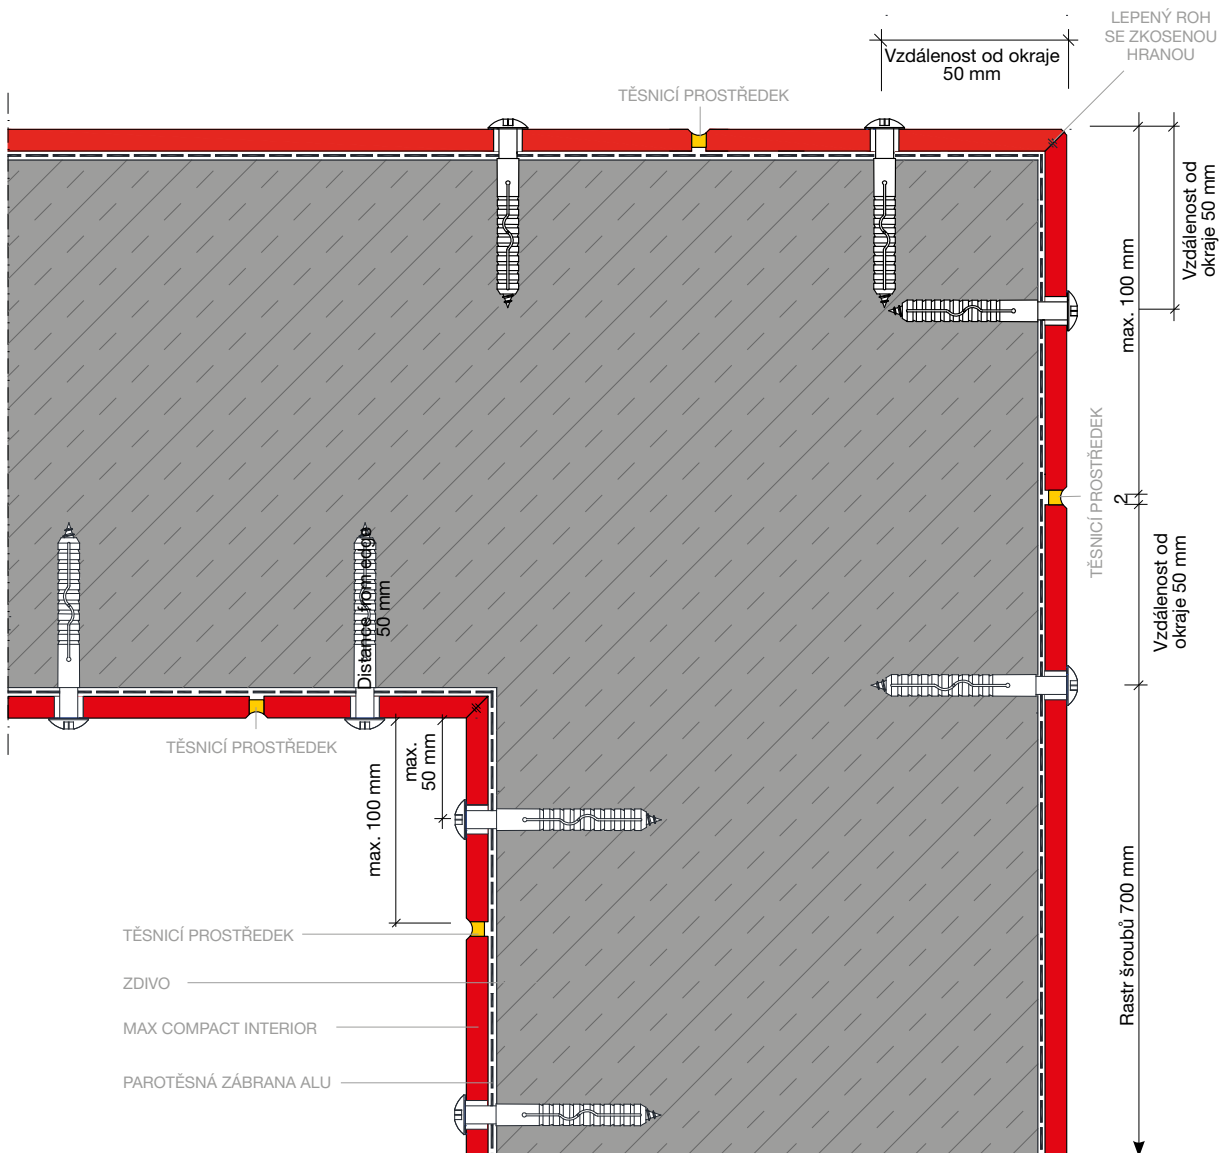 LEPENÝ ROH
SE ZKOSENOU
HRANOU
Vzdálenost od okraje
50 mm
TĚSNICÍ PROSTŘEDEK
max. 100 mm
Vzdálenost od
okraje 50 mm
TĚSNICÍ PROSTŘEDEK
2
Vzdálenost od
okraje 50 mm
Distance from edge
50 mm
TĚSNICÍ PROSTŘEDEK
max.
50 mm
max. 100 mm
Rastr šroubů 700 mm
TĚSNICÍ PROSTŘEDEK
ZDIVO
MAX COMPACT INTERIOR
PAROTĚSNÁ ZÁBRANA ALU